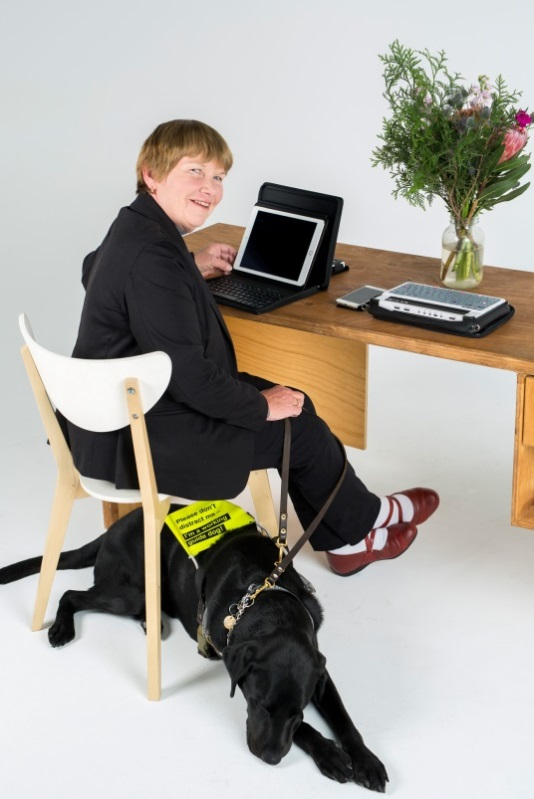 Please don't
distract me -
I'm a working
guide dog!